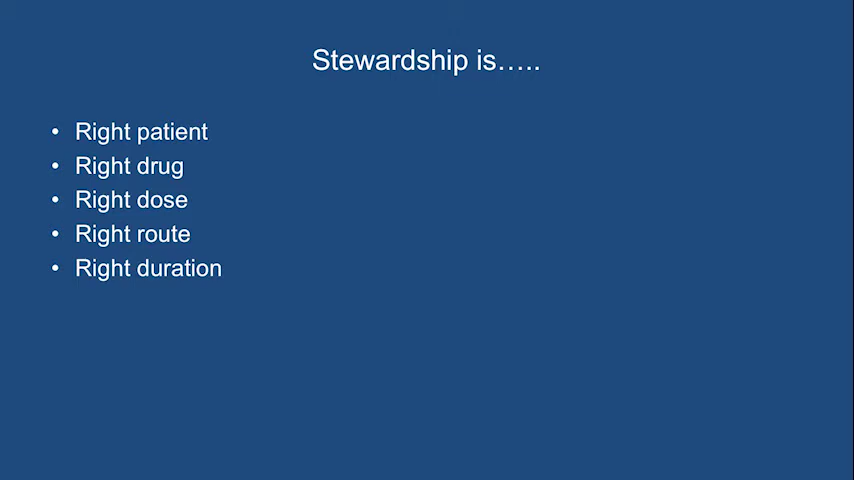 Stewardship is…..
• Right patient
• Right drug
• Right dose
• Right route
• Right duration